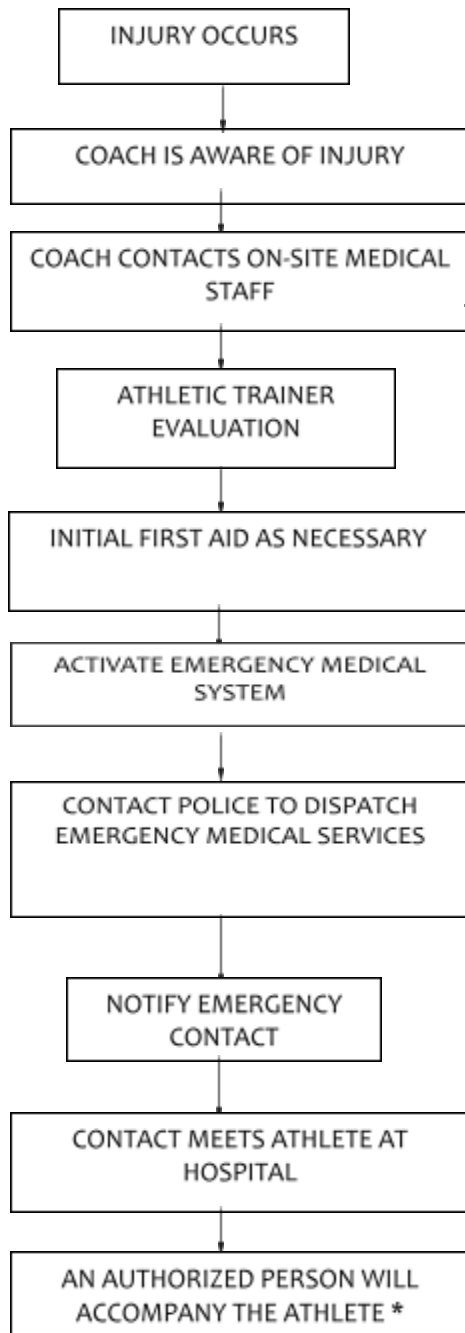 INJURY OCCURS
COACH IS AWARE OF INJURY
COACH CONTACTS ON-SITE MEDICAL
STAFF
ATHLETIC TRAINER
EVALUATION
INITIAL FIRST AID AS NECESSARY
ACTIVATE EMERGENCY MEDICAL
SYSTEM
CONTACT POLICE TO DISPATCH
EMERGENCY MEDICAL SERVICES
NOTIFY EMERGENCY
CONTACT
CONTACT MEETS ATHLETE AT
HOSPITAL
AN AUTHORIZED PERSON WILL
ACCOMPANY THE ATHLETE *